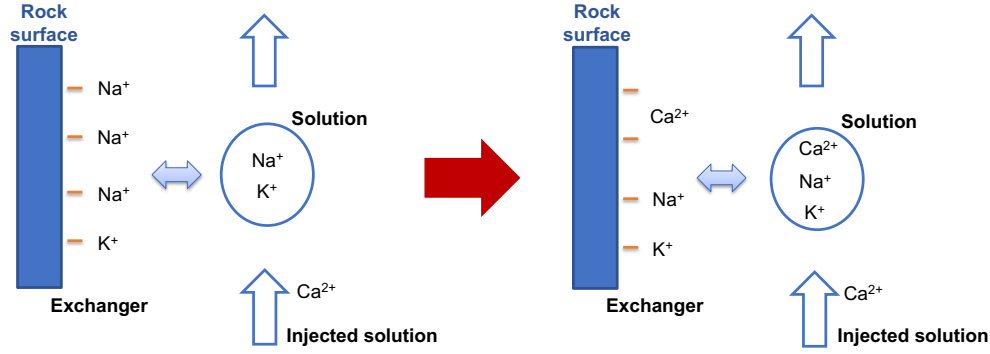 Rock
surface
Na⁺
Na⁺
Na⁺
K⁺
Exchanger
Solution
Na⁺
K⁺
Ca²⁺
Injected solution
Rock
surface
Ca²⁺
Na⁺
K⁺
Exchanger
Solution
Ca²⁺
Na⁺
K⁺
Ca²⁺
Injected solution